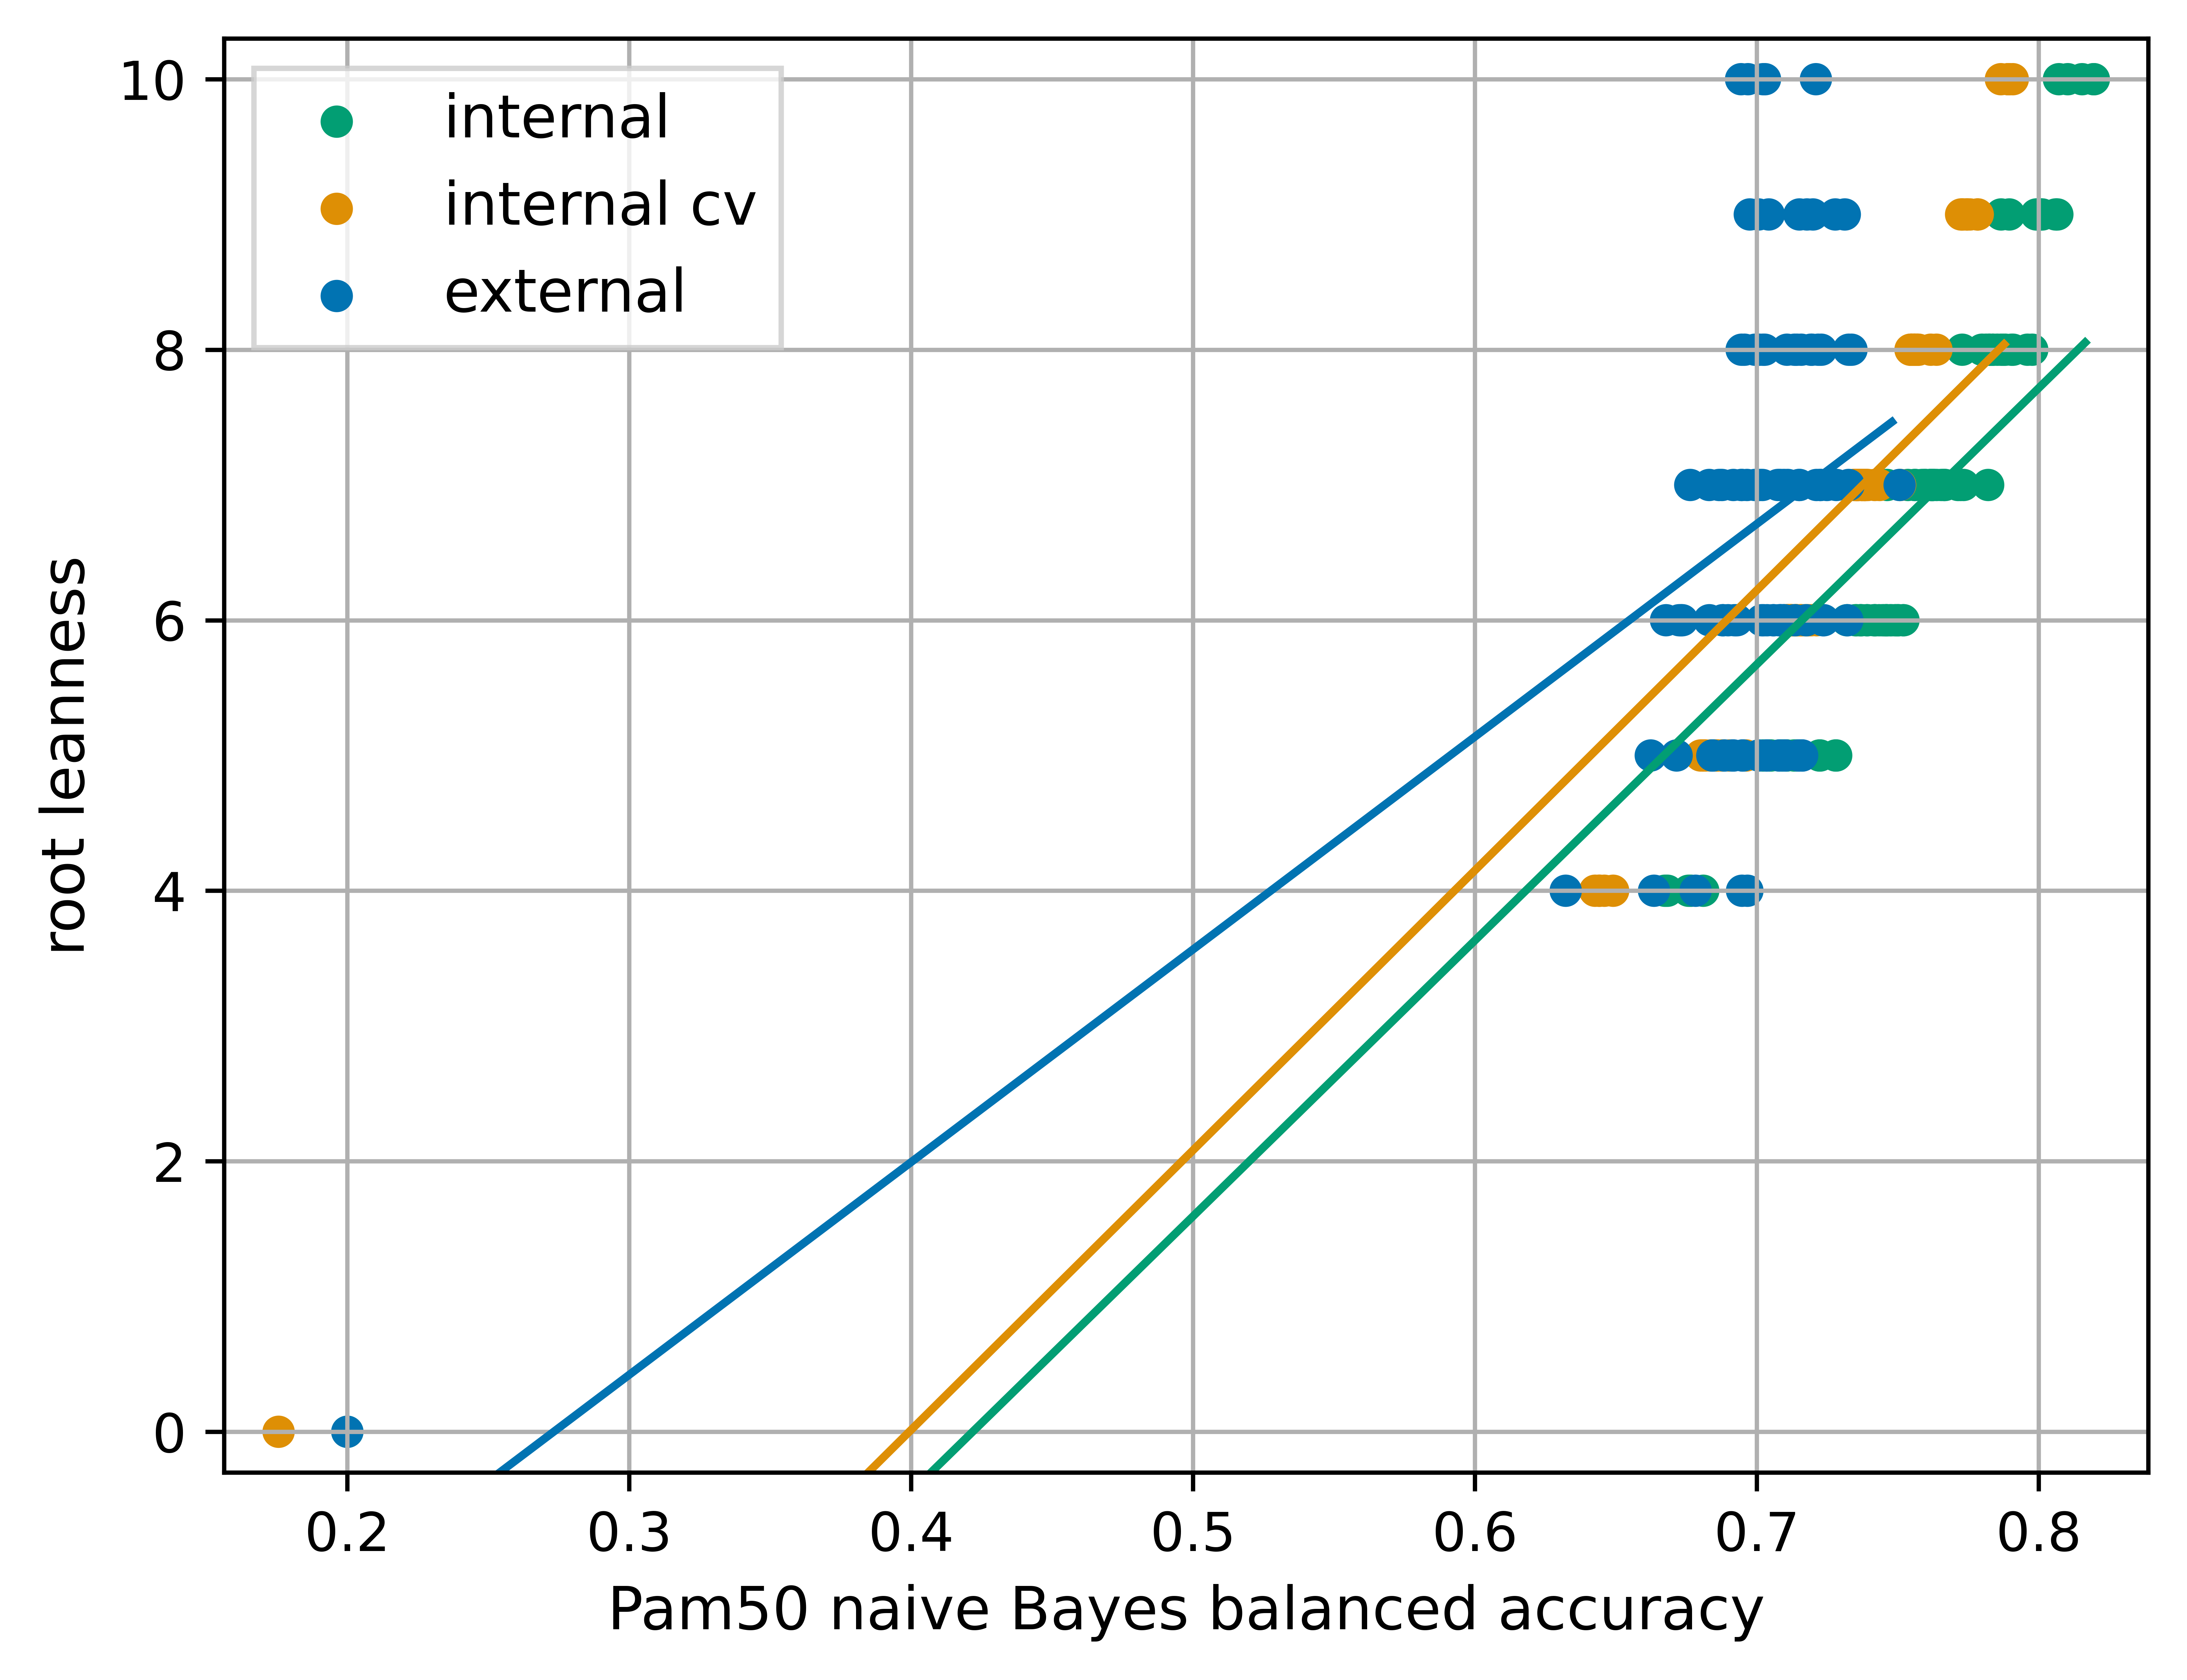 internal
internal cv
external
10
8
6
4
2
0
root leanness
0.2 0.3 0.4 0.5 0.6 0.7 0.8
Pam50 naive Bayes balanced accuracy